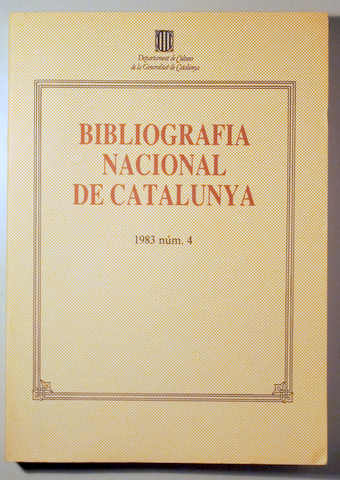 Departament de Cultura
de la Generalitat de Catalunya
BIBLIOGRAFIA
NACIONAL
DE CATALUNYA
1983 núm. 4